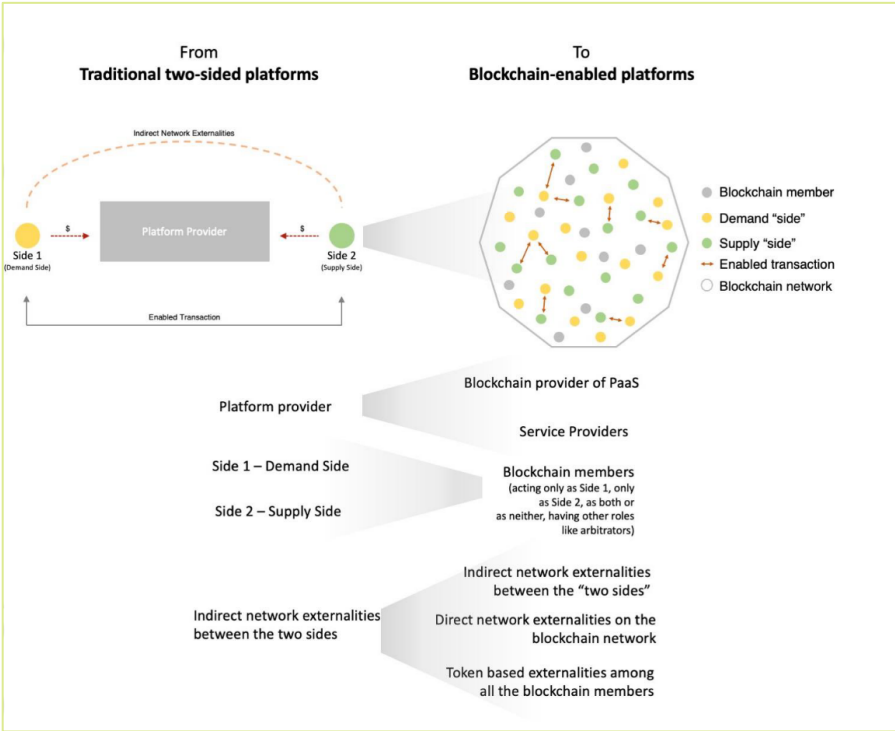 From
Traditional two-sided platforms
To
Blockchain-enabled platforms
Indirect Network Externalities
$
Platform Provider
$
Side 1
(Demand Side)
Side 2
(Supply Side)
Enabled Transaction
Blockchain member
Demand “side”
Supply “side”
Enabled transaction
Blockchain network
Platform provider
Blockchain provider of PaaS
Service Providers
Side 1 – Demand Side
Side 2 – Supply Side
Blockchain members
(acting only as Side 1, only
as Side 2, as both or
as neither, having other roles
like arbitrators)
Indirect network externalities
between the two sides
Indirect network externalities
between the “two sides”
Direct network externalities on the
blockchain network
Token based externalities among
all the blockchain members